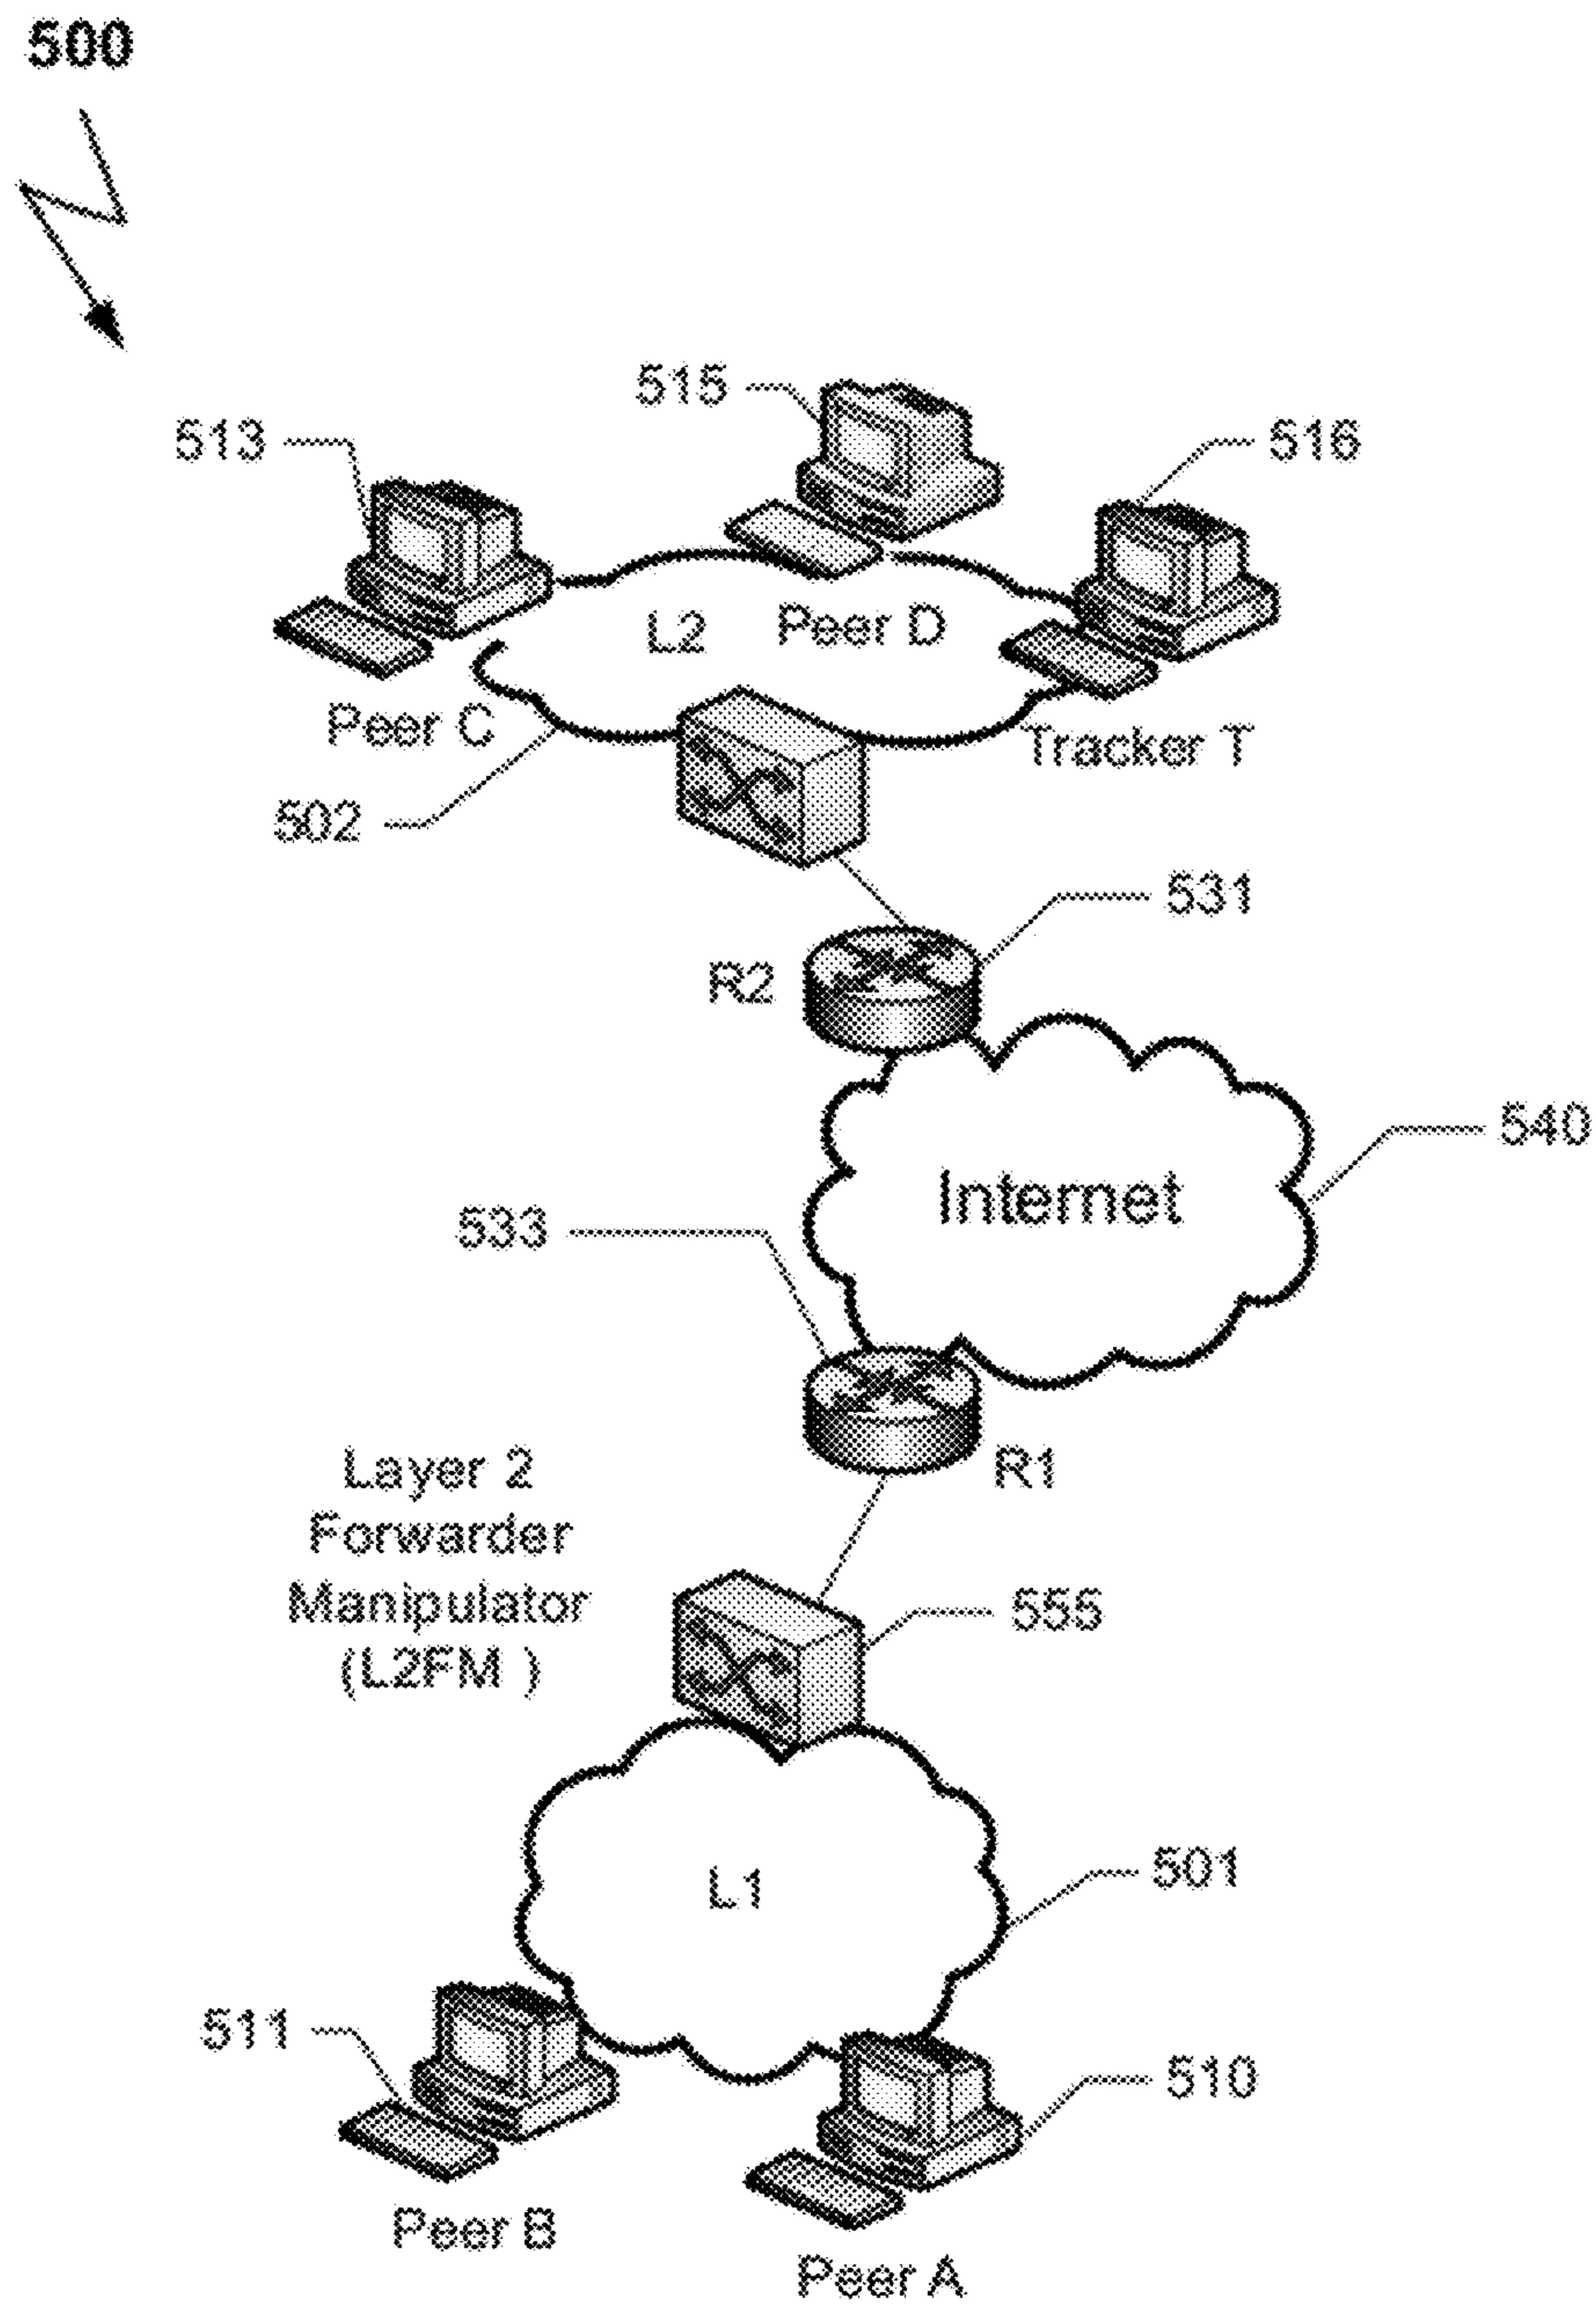 500
515
513
516
L2
Peer D
Peer C
Tracker T
502
531
R2
540
Internet
533
Layer 2
Forwarder
Manipulator
(L2FM )
R1
555
L1
501
511
510
Peer B
Peer A